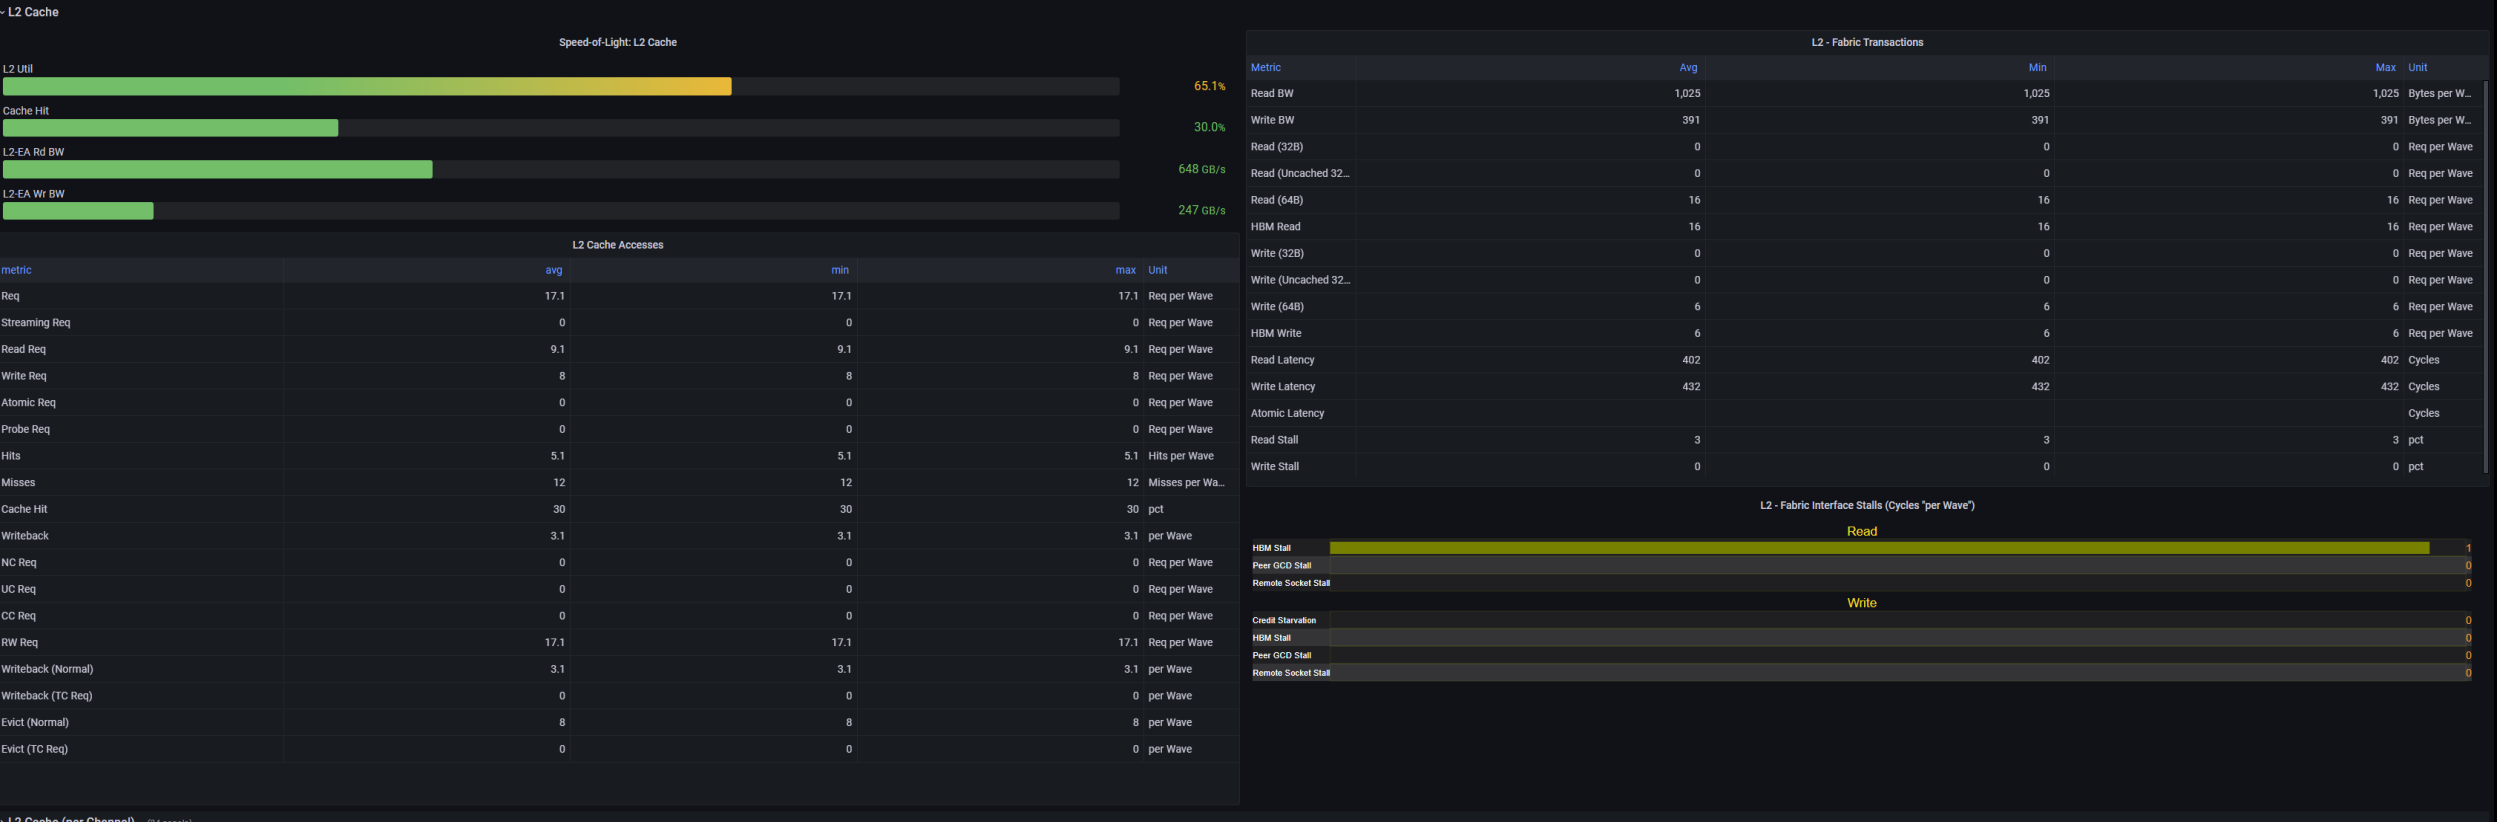 L2 Cache
Speed-of-Light: L2 Cache
L2 Util
65.1%
Cache Hit
30.0%
L2-EA Rd BW
648 GB/s
L2-EA Wr BW
247 GB/s
L2 Cache Accesses
metric avg min max Unit
Req 17.1 17.1 17.1 Req per Wave
Streaming Req 0 0 0 Req per Wave
Read Req 9.1 9.1 9.1 Req per Wave
Write Req 8 8 8 Req per Wave
Atomic Req 0 0 0 Req per Wave
Probe Req 0 0 0 Req per Wave
Hits 5.1 5.1 5.1 Hits per Wave
Misses 12 12 12 Misses per Wa...
Cache Hit 30 30 30 pct
Writeback 3.1 3.1 3.1 per Wave
NC Req 0 0 0 Req per Wave
UC Req 0 0 0 Req per Wave
CC Req 0 0 0 Req per Wave
RW Req 17.1 17.1 17.1 Req per Wave
Writeback (Normal) 3.1 3.1 3.1 per Wave
Writeback (TC Req) 0 0 0 per Wave
Evict (Normal) 8 8 8 per Wave
Evict (TC Req) 0 0 0 per Wave
L2 - Fabric Transactions
Metric Avg Min Max Unit
Read BW 1,025 1,025 1,025 Bytes per W...
Write BW 391 391 391 Bytes per W...
Read (32B) 0 0 0 Req per Wave
Read (Uncached 32... 0 0 0 Req per Wave
Read (64B) 16 16 16 Req per Wave
HBM Read 16 16 16 Req per Wave
Write (32B) 0 0 0 Req per Wave
Write (Uncached 32... 0 0 0 Req per Wave
Write (64B) 6 6 6 Req per Wave
HBM Write 6 6 6 Req per Wave
Read Latency 402 402 402 Cycles
Write Latency 432 432 432 Cycles
Atomic Latency Cycles
Read Stall 3 3 3 pct
Write Stall 0 0 0 pct
L2 - Fabric Interface Stalls (Cycles "per Wave")
Read
HBM Stall 1
Peer GCD Stall 0
Remote Socket Stall 0
Write
Credit Starvation 0
HBM Stall 0
Peer GCD Stall 0
Remote Socket Stall 0
L2 Cache (per Channel)